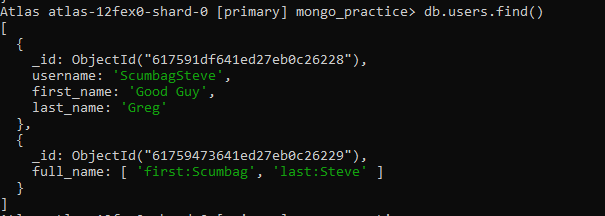 Atlas atlas-12fex0-shard-0 [primary] mongo_practice> db.users.find()
[
  {
    _id: ObjectId("617591df641ed27eb0c26228"),
    username: 'ScumbagSteve',
    first_name: 'Good Guy',
    last_name: 'Greg'
  },
  {
    _id: ObjectId("61759473641ed27eb0c26229"),
    full_name: [ 'first:Scumbag', 'last:Steve' ]
  }
]